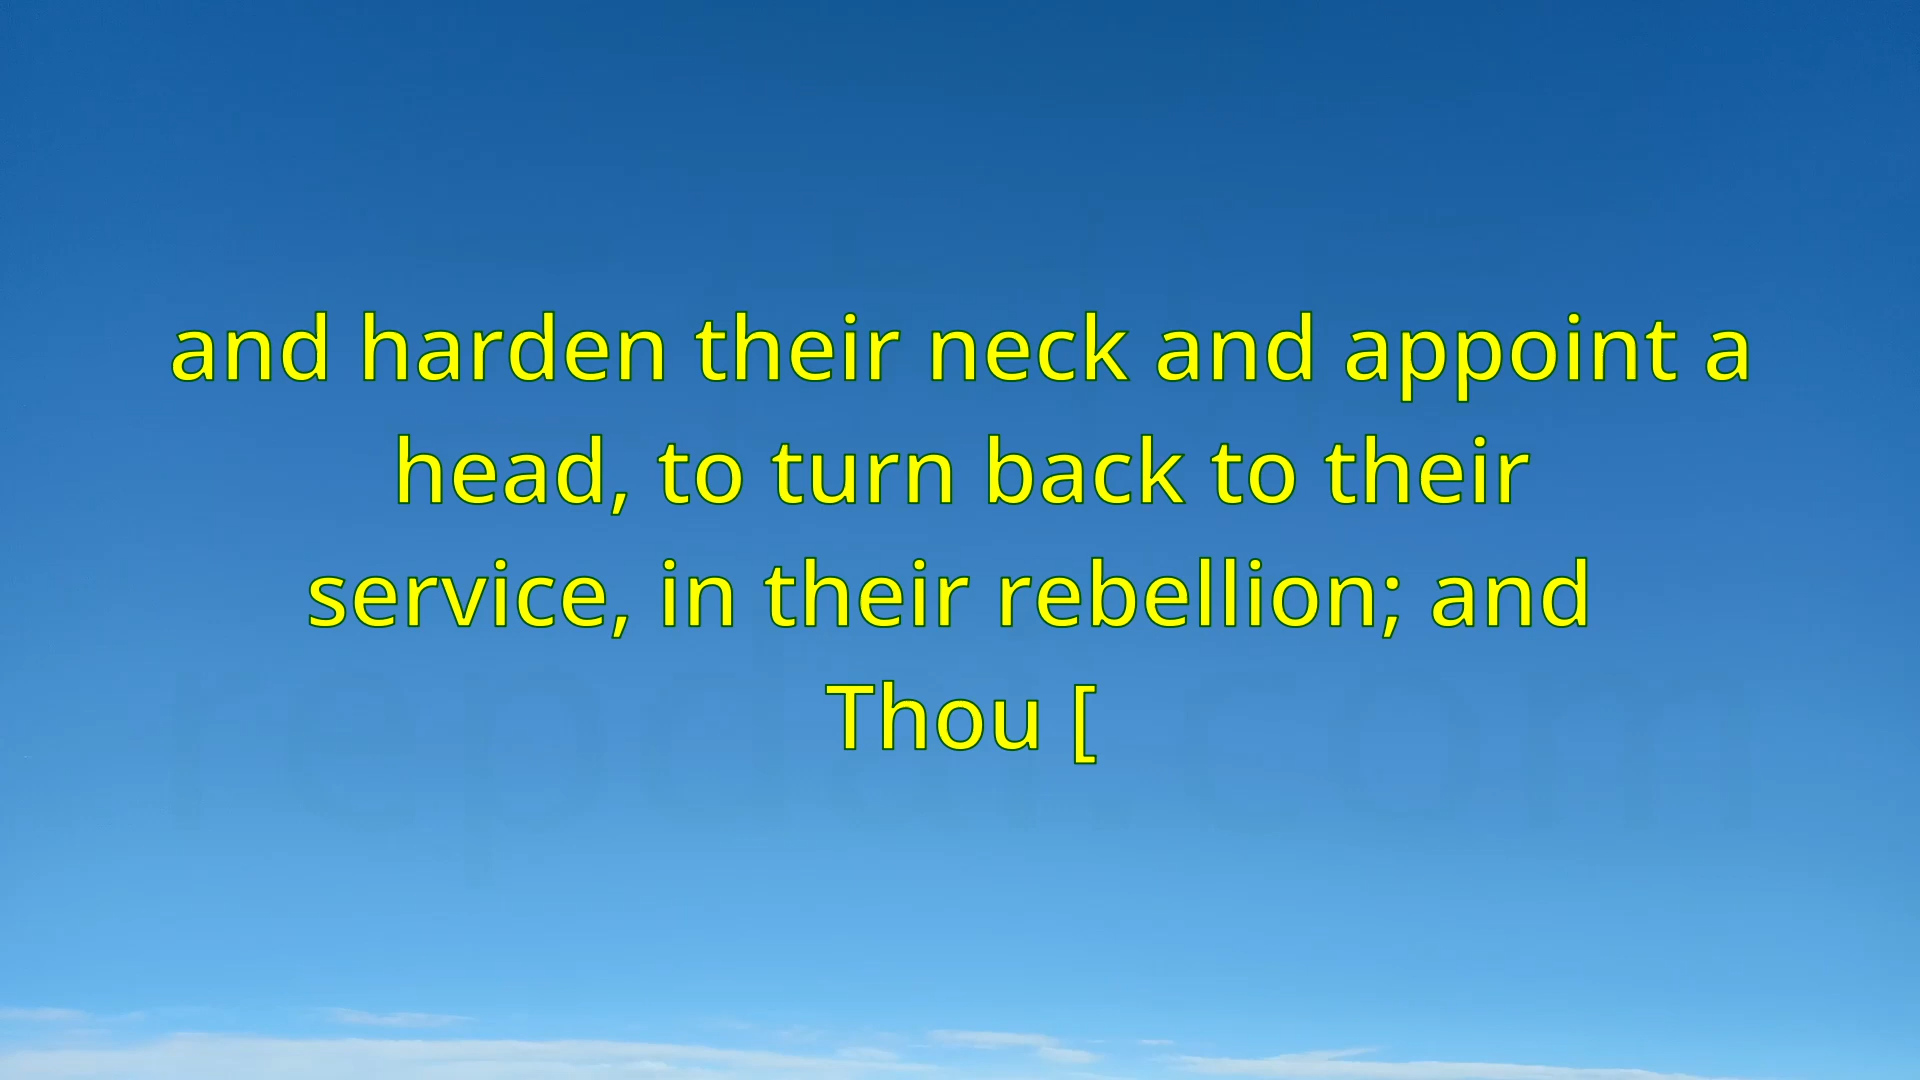 and harden their neck and appoint a
head, to turn back to their
service, in their rebellion; and
Thou [